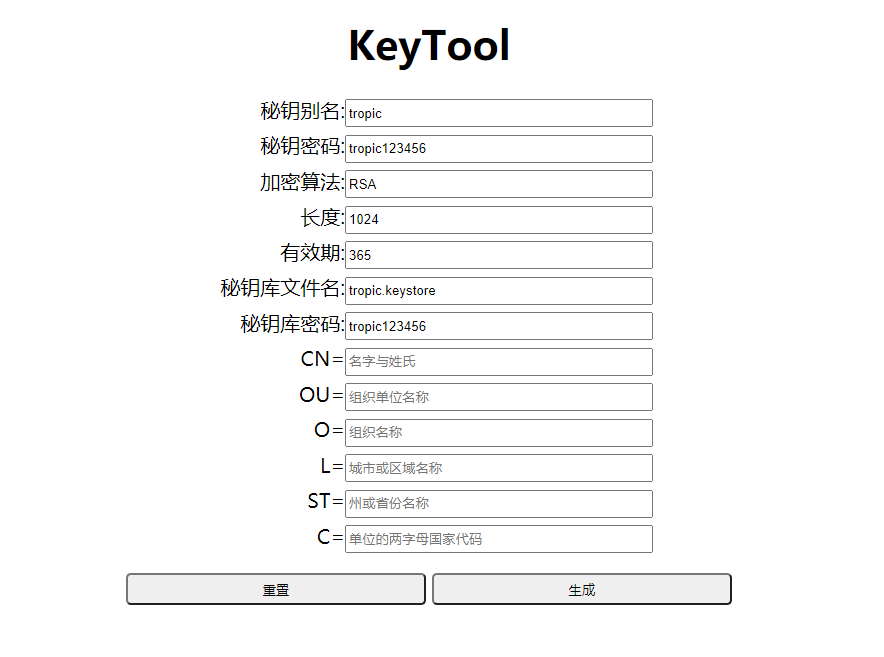 KeyTool
秘钥别名:tropic
秘钥密码:tropic123456
加密算法:RSA
长度:1024
有效期:365
秘钥库文件名:tropic.keystore
秘钥库密码:tropic123456
CN=名字与姓氏
OU=组织单位名称
O=组织名称
L=城市或区域名称
ST=州或省份名称
C=单位的两字母国家代码
重置 生成